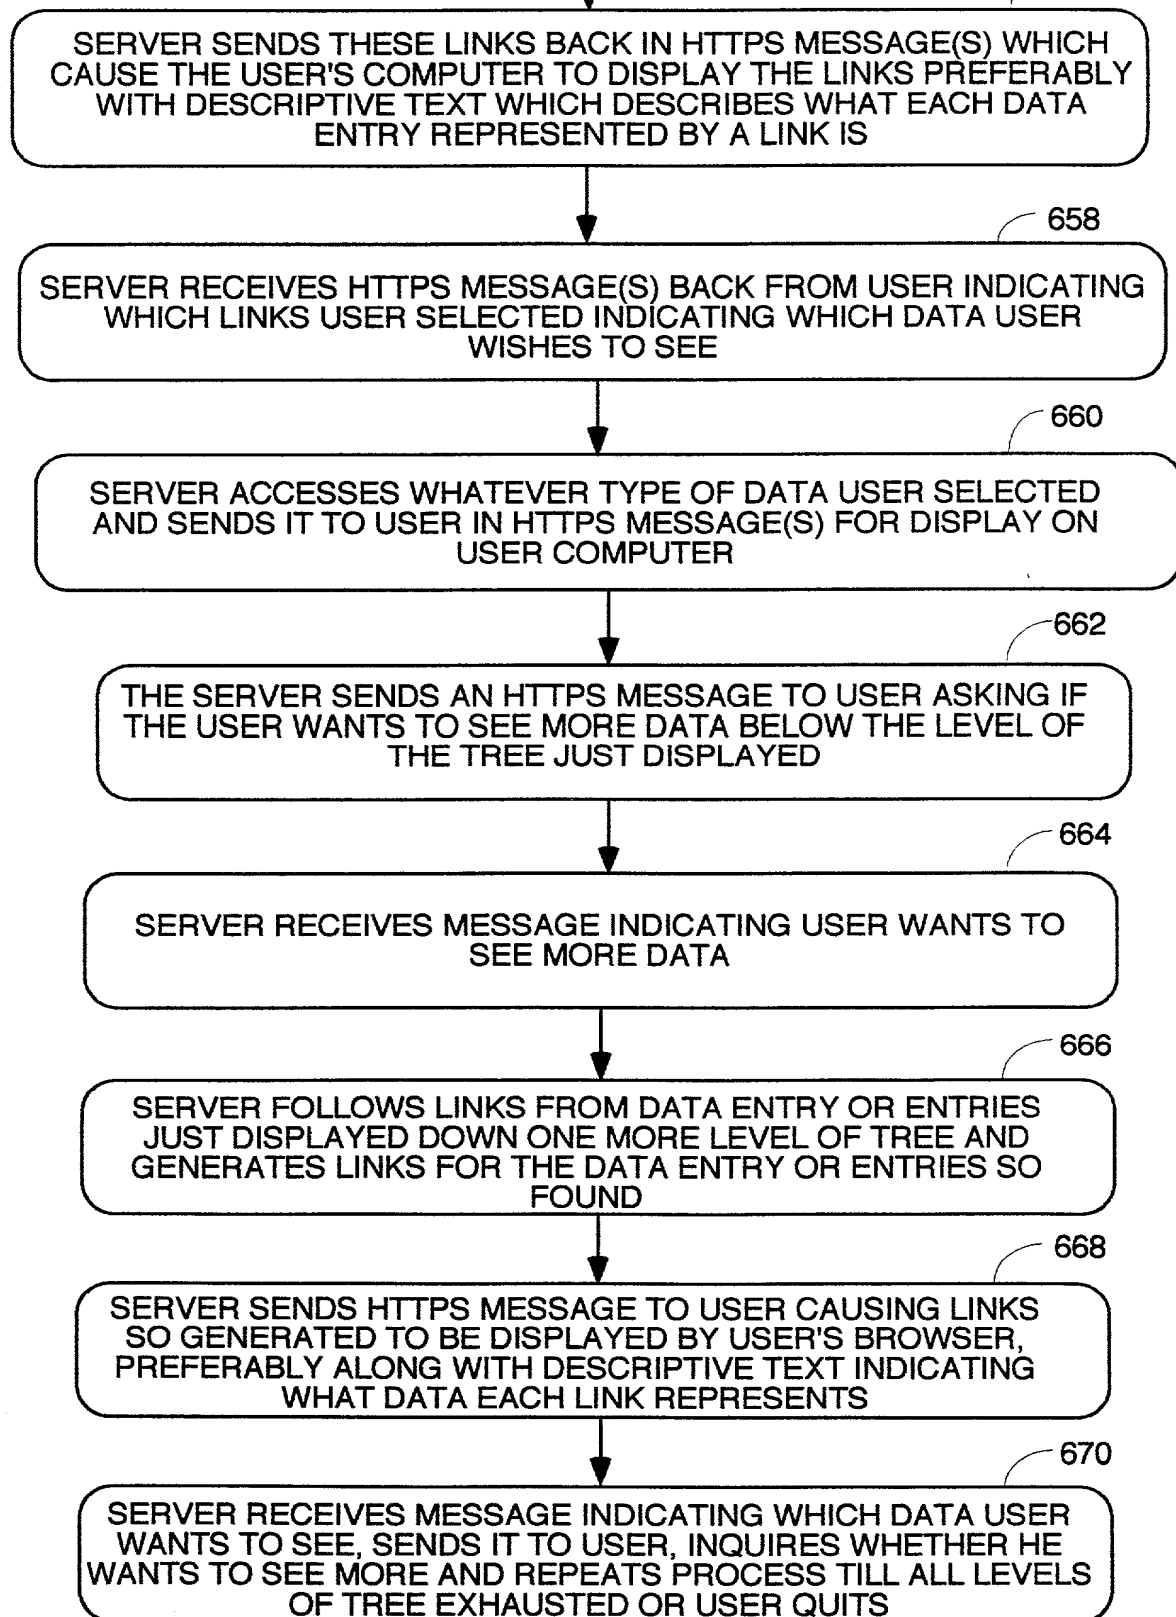 SERVER SENDS THESE LINKS BACK IN HTTPS MESSAGE(S) WHICH
CAUSE THE USER'S COMPUTER TO DISPLAY THE LINKS PREFERABLY
WITH DESCRIPTIVE TEXT WHICH DESCRIBES WHAT EACH DATA
ENTRY REPRESENTED BY A LINK IS
658
SERVER RECEIVES HTTPS MESSAGE(S) BACK FROM USER INDICATING
WHICH LINKS USER SELECTED INDICATING WHICH DATA USER
WISHES TO SEE
660
SERVER ACCESSES WHATEVER TYPE OF DATA USER SELECTED
AND SENDS IT TO USER IN HTTPS MESSAGE(S) FOR DISPLAY ON
USER COMPUTER
662
THE SERVER SENDS AN HTTPS MESSAGE TO USER ASKING IF
THE USER WANTS TO SEE MORE DATA BELOW THE LEVEL OF
THE TREE JUST DISPLAYED
664
SERVER RECEIVES MESSAGE INDICATING USER WANTS TO
SEE MORE DATA
666
SERVER FOLLOWS LINKS FROM DATA ENTRY OR ENTRIES
JUST DISPLAYED DOWN ONE MORE LEVEL OF TREE AND
GENERATES LINKS FOR THE DATA ENTRY OR ENTRIES SO
FOUND
668
SERVER SENDS HTTPS MESSAGE TO USER CAUSING LINKS
SO GENERATED TO BE DISPLAYED BY USER'S BROWSER,
PREFERABLY ALONG WITH DESCRIPTIVE TEXT INDICATING
WHAT DATA EACH LINK REPRESENTS
670
SERVER RECEIVES MESSAGE INDICATING WHICH DATA USER
WANTS TO SEE, SENDS IT TO USER, INQUIRES WHETHER HE
WANTS TO SEE MORE AND REPEATS PROCESS TILL ALL LEVELS
OF TREE EXHAUSTED OR USER QUITS